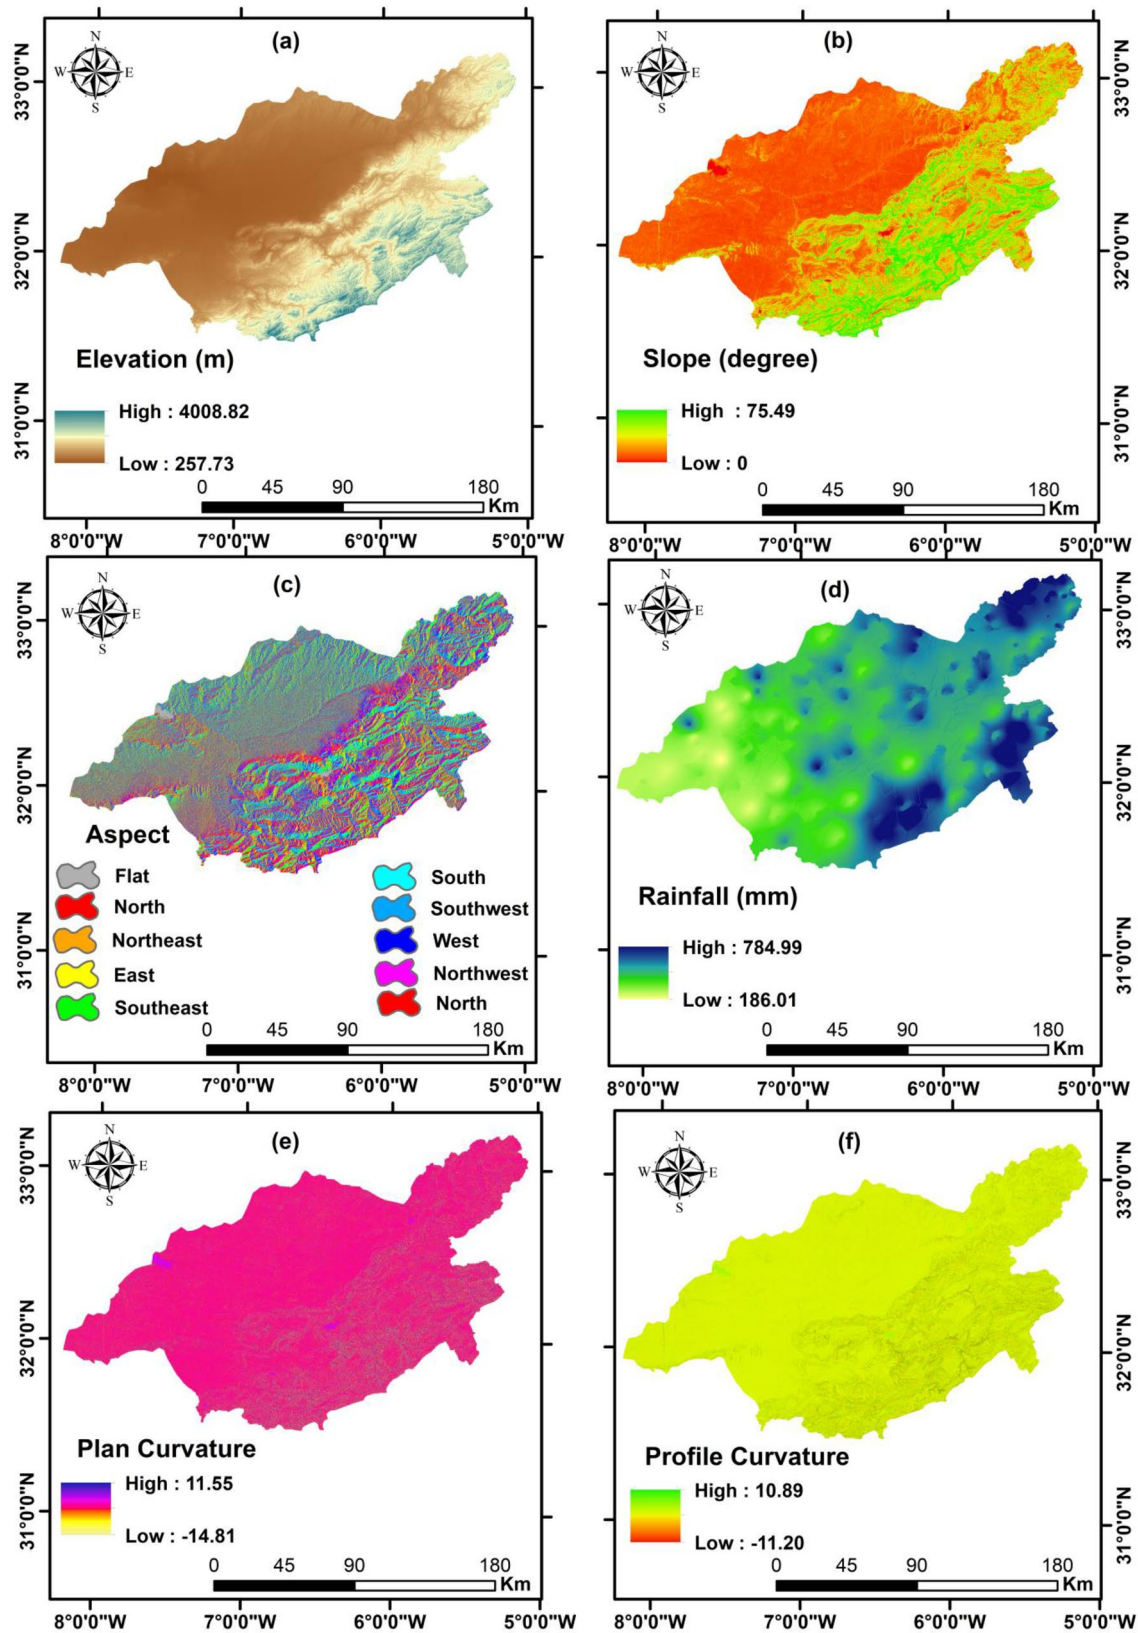 (a)
N
W E
S
33°0'0"N
32°0'0"N
31°0'0"N
Elevation (m)
High : 4008.82
Low : 257.73
0 45 90 180
Km
8°0'0"W 7°0'0"W 6°0'0"W 5°0'0"W
(b)
N
W E
S
33°0'0"N
32°0'0"N
31°0'0"N
Slope (degree)
High : 75.49
Low : 0
0 45 90 180
Km
8°0'0"W 7°0'0"W 6°0'0"W 5°0'0"W
(c)
N
W E
S
33°0'0"N
32°0'0"N
31°0'0"N
Aspect
Flat
North
Northeast
East
Southeast
South
Southwest
West
Northwest
North
0 45 90 180
Km
8°0'0"W 7°0'0"W 6°0'0"W 5°0'0"W
(d)
N
W E
S
33°0'0"N
32°0'0"N
31°0'0"N
Rainfall (mm)
High : 784.99
Low : 186.01
0 45 90 180
Km
8°0'0"W 7°0'0"W 6°0'0"W 5°0'0"W
(e)
N
W E
S
33°0'0"N
32°0'0"N
31°0'0"N
Plan Curvature
High : 11.55
Low : -14.81
0 45 90 180
Km
8°0'0"W 7°0'0"W 6°0'0"W 5°0'0"W
(f)
N
W E
S
33°0'0"N
32°0'0"N
31°0'0"N
Profile Curvature
High : 10.89
Low : -11.20
0 45 90 180
Km
8°0'0"W 7°0'0"W 6°0'0"W 5°0'0"W